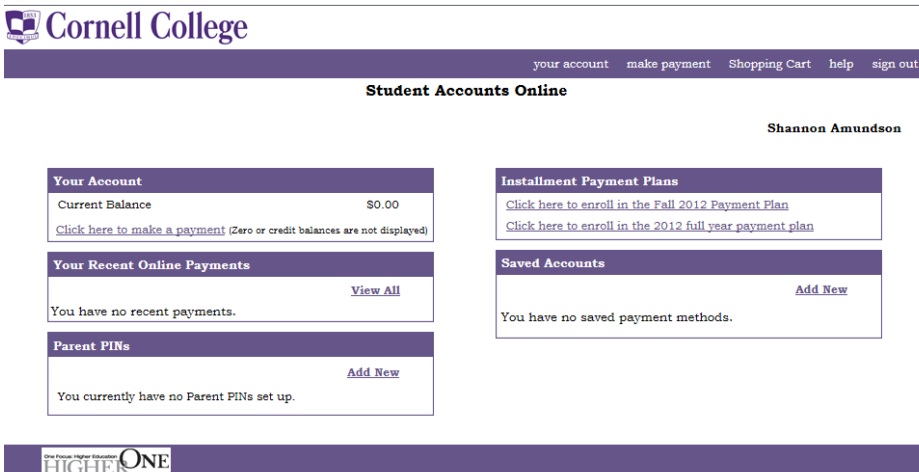 Cornell College
your account make payment Shopping Cart help sign out
Student Accounts Online
Shannon Amundson
Your Account
Current Balance $0.00
Click here to make a payment (Zero or credit balances are not displayed)
Your Recent Online Payments
View All
You have no recent payments.
Parent PINs
Add New
You currently have no Parent PINs set up.
Installment Payment Plans
Click here to enroll in the Fall 2012 Payment Plan
Click here to enroll in the 2012 full year payment plan
Saved Accounts
Add New
You have no saved payment methods.
One Focus: Higher Education
HIGHER ONE